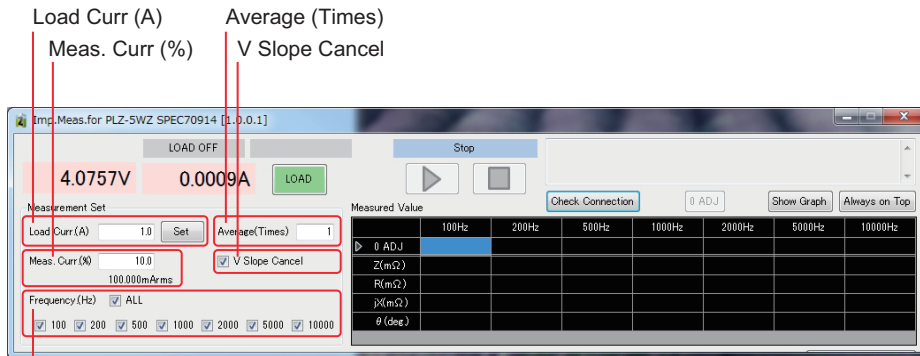 Load Curr (A) Average (Times)
Meas. Curr (%) V Slope Cancel
Imp.Meas.for PLZ-5WZ SPEC70914 [1.0.0.1]
LOAD OFF Stop
4.0757V 0.0009A LOAD
Check Connection 0 ADJ Show Graph Always on Top
Measurement Set Measured Value
Load Curr.(A) 1.0 Set Average(Times) 1
100Hz 200Hz 500Hz 1000Hz 2000Hz 5000Hz 10000Hz
0 ADJ
Meas. Curr.(%) 10.0 V Slope Cancel
100.000mArms
Z(mΩ)
R(mΩ)
Frequency.(Hz) ALL
jX(mΩ)
100 200 500 1000 2000 5000 10000
θ(deg.)